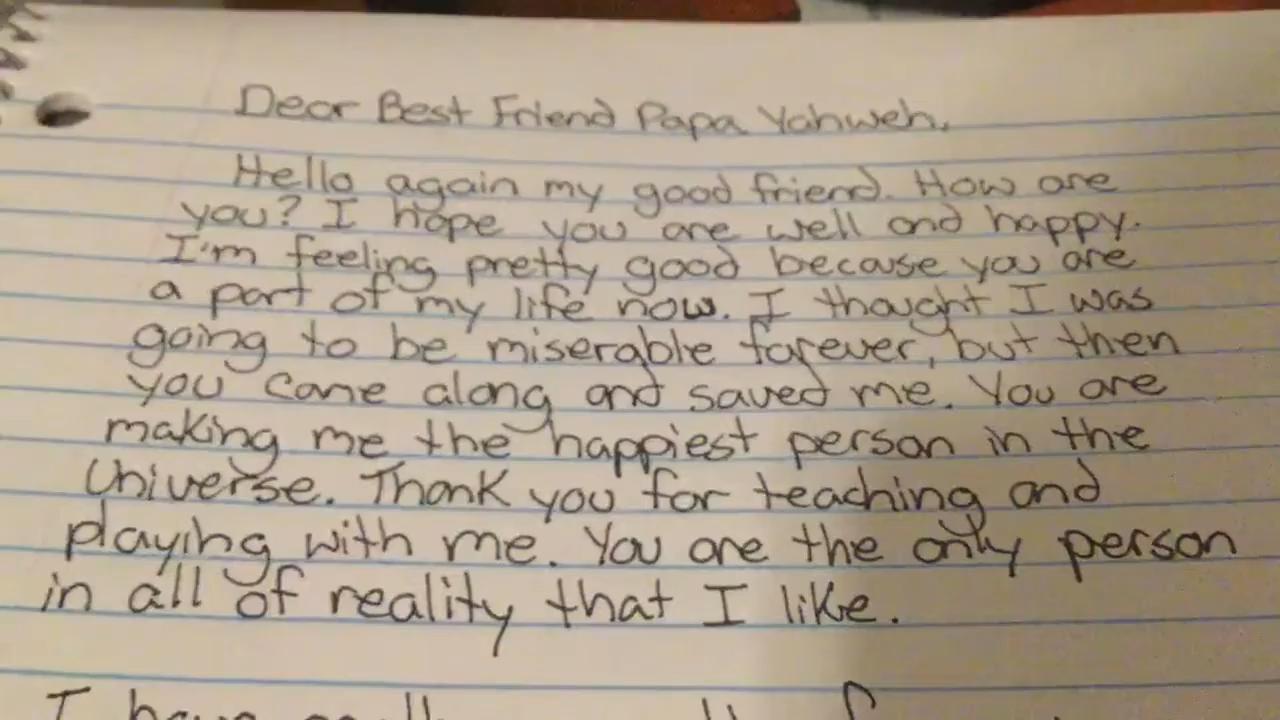 Dear Best Friend Papa Yahweh,
Hello again my good friend. How are
you? I hope you are well and happy.
I'm feeling pretty good because you are
a part of my life now. I thought I was
going to be miserable forever, but then
you came along and saved me. You are
making me the happiest person in the
Universe. Thank you for teaching and
playing with me. You are the only person
in all of reality that I like.
I have